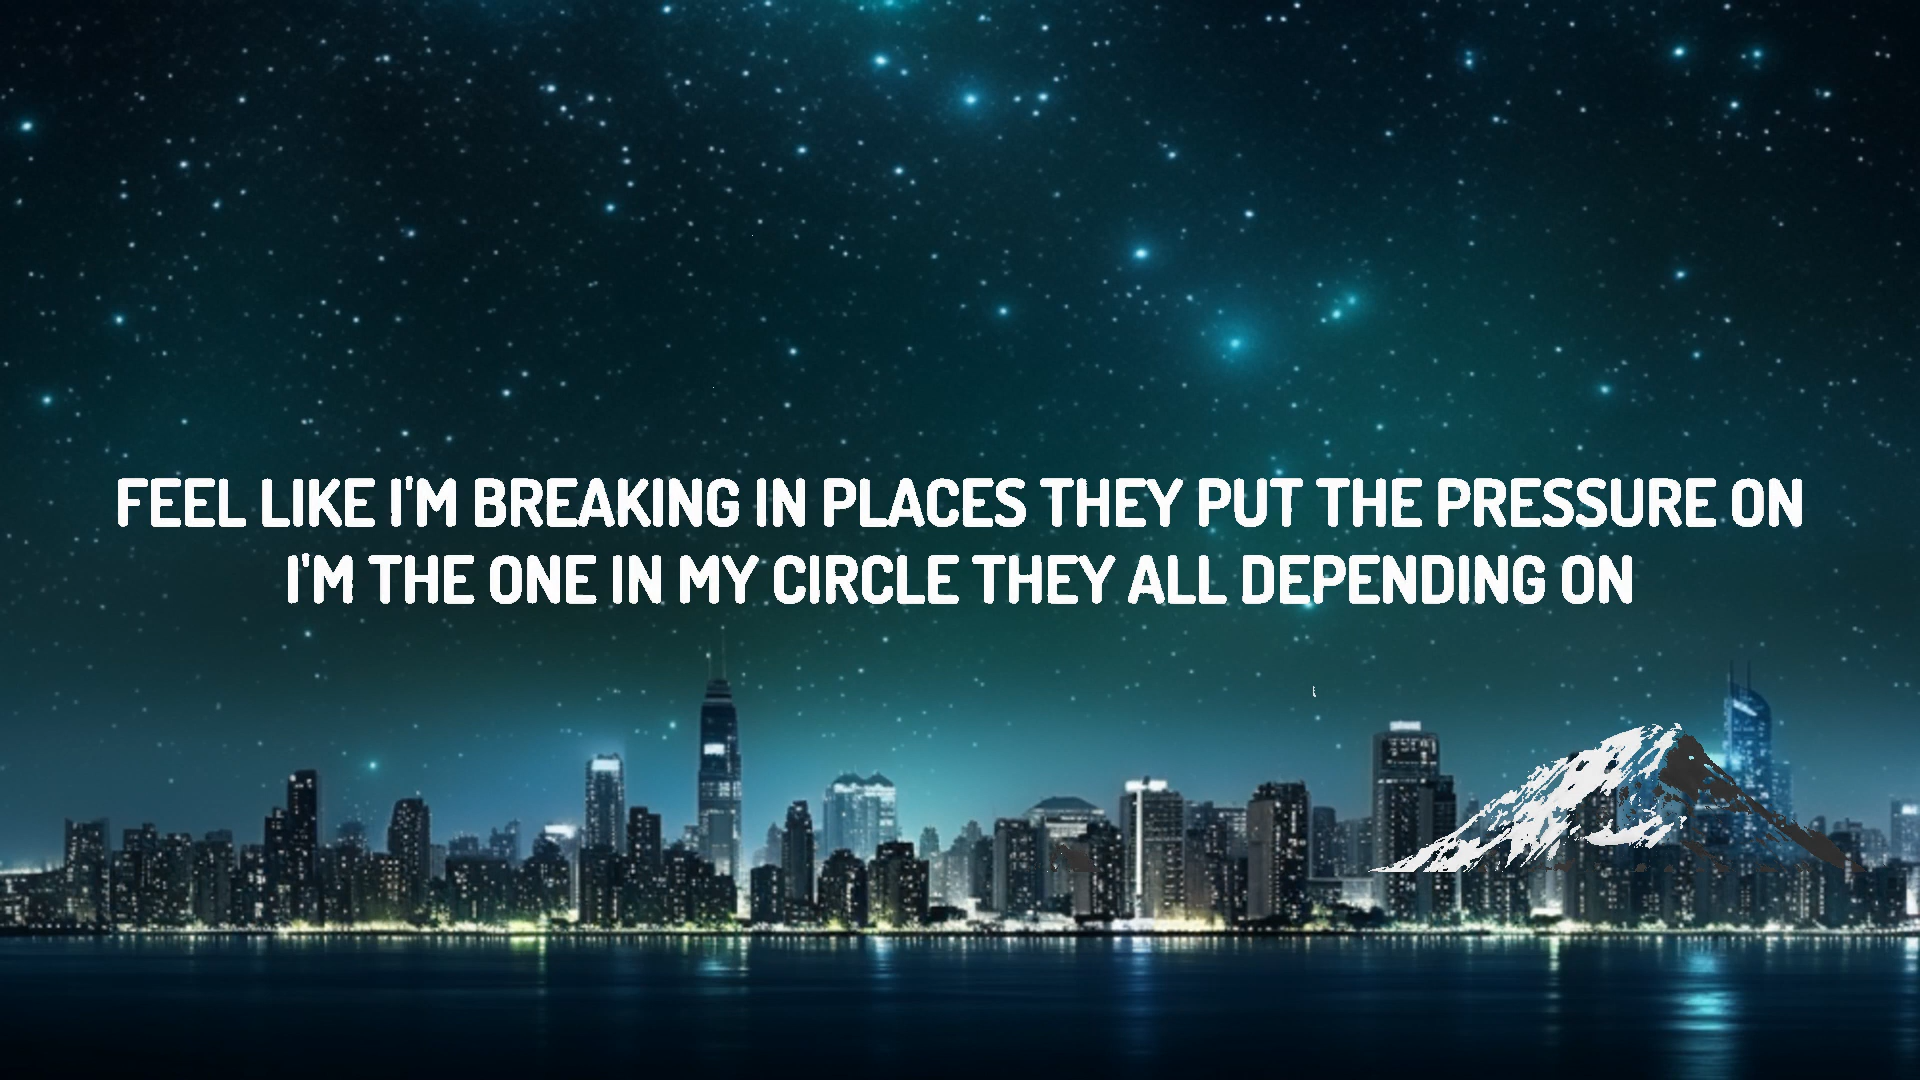 FEEL LIKE I'M BREAKING IN PLACES THEY PUT THE PRESSURE ON
I'M THE ONE IN MY CIRCLE THEY ALL DEPENDING ON